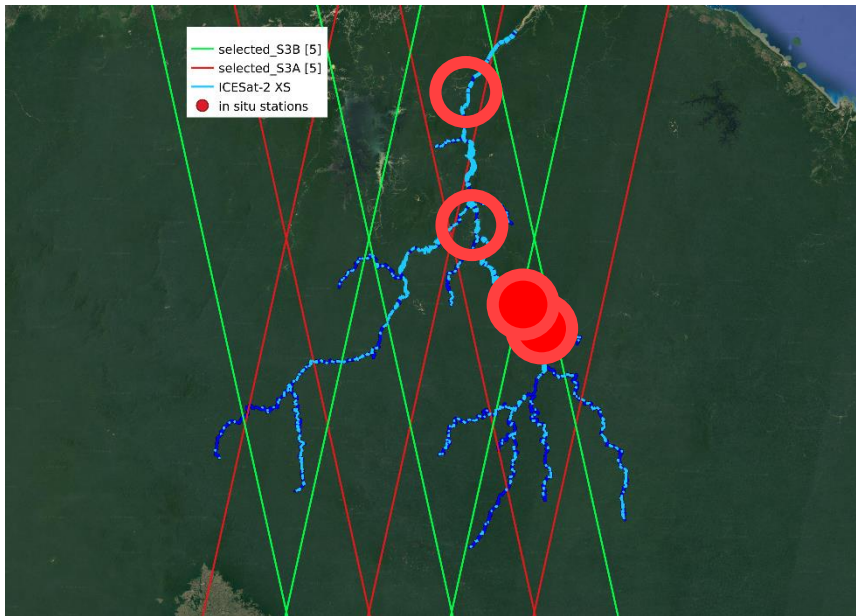 selected_S3B [5]
selected_S3A [5]
ICESat-2 XS
in situ stations